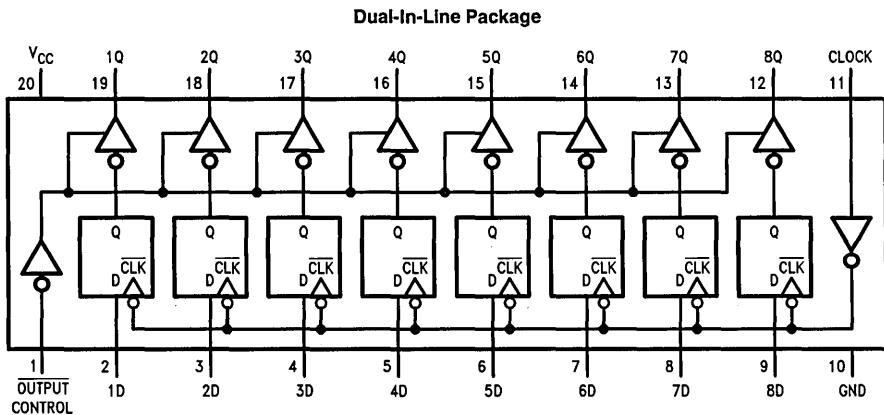 Dual-In-Line Package
VCC 1Q 2Q 3Q 4Q 5Q 6Q 7Q 8Q CLOCK
20 19 18 17 16 15 14 13 12 11
Q Q Q Q Q Q Q Q
CLK CLK CLK CLK CLK CLK CLK CLK
D D D D D D D D
1 2 3 4 5 6 7 8 9 10
OUTPUT 1D 2D 3D 4D 5D 6D 7D 8D GND
CONTROL